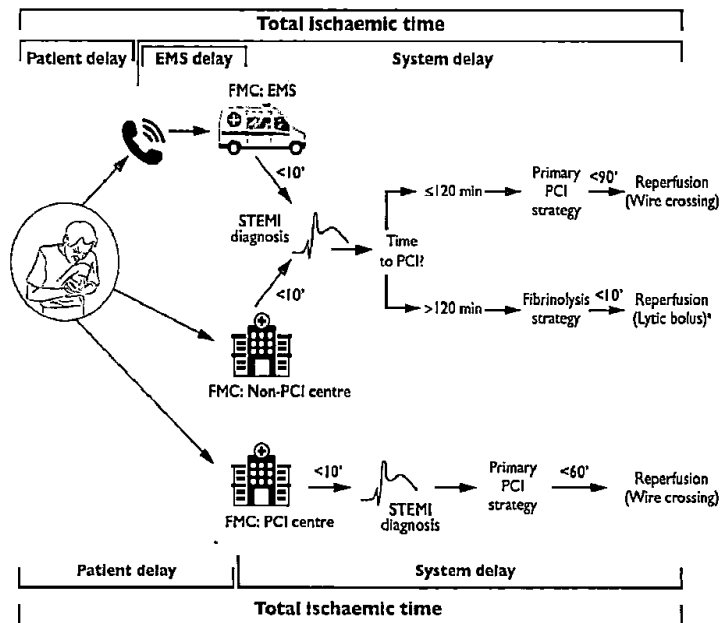 Total ischaemic time
Patient delay
EMS delay
System delay
FMC: EMS
<10'
STEMI
diagnosis
<10'
Time
to PCI?
≤120 min
Primary
PCI
strategy
<90'
Reperfusion
(Wire crossing)
>120 min
Fibrinolysis
strategy
<10'
Reperfusion
(Lytic bolus)ª
FMC: Non-PCI centre
FMC: PCI centre
<10'
STEMI
diagnosis
Primary
PCI
strategy
<60'
Reperfusion
(Wire crossing)
Patient delay
System delay
Total ischaemic time